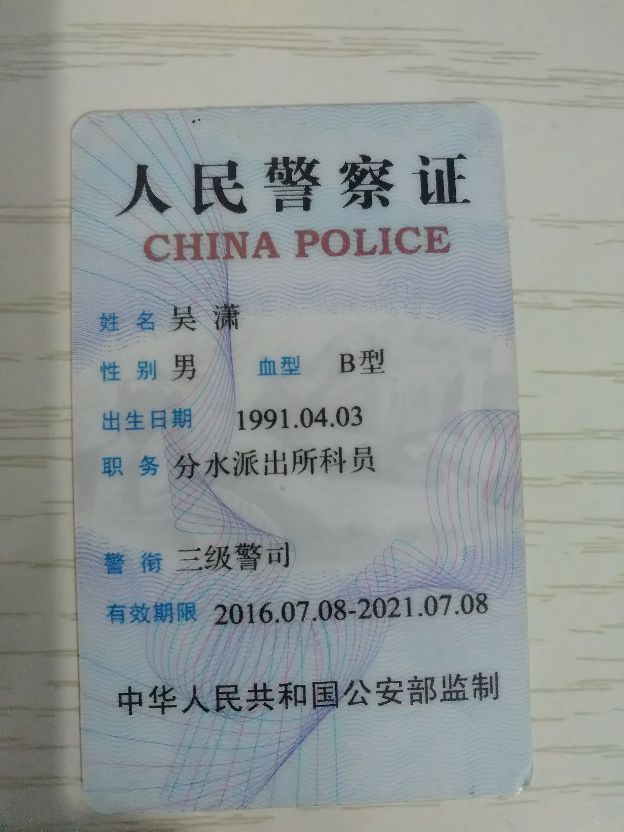 人民警察证
CHINA POLICE
姓名 吴潇
性别 男 血型 B型
出生日期 1991.04.03
职务 分水派出所科员
警衔 三级警司
有效期限 2016.07.08-2021.07.08
中华人民共和国公安部监制